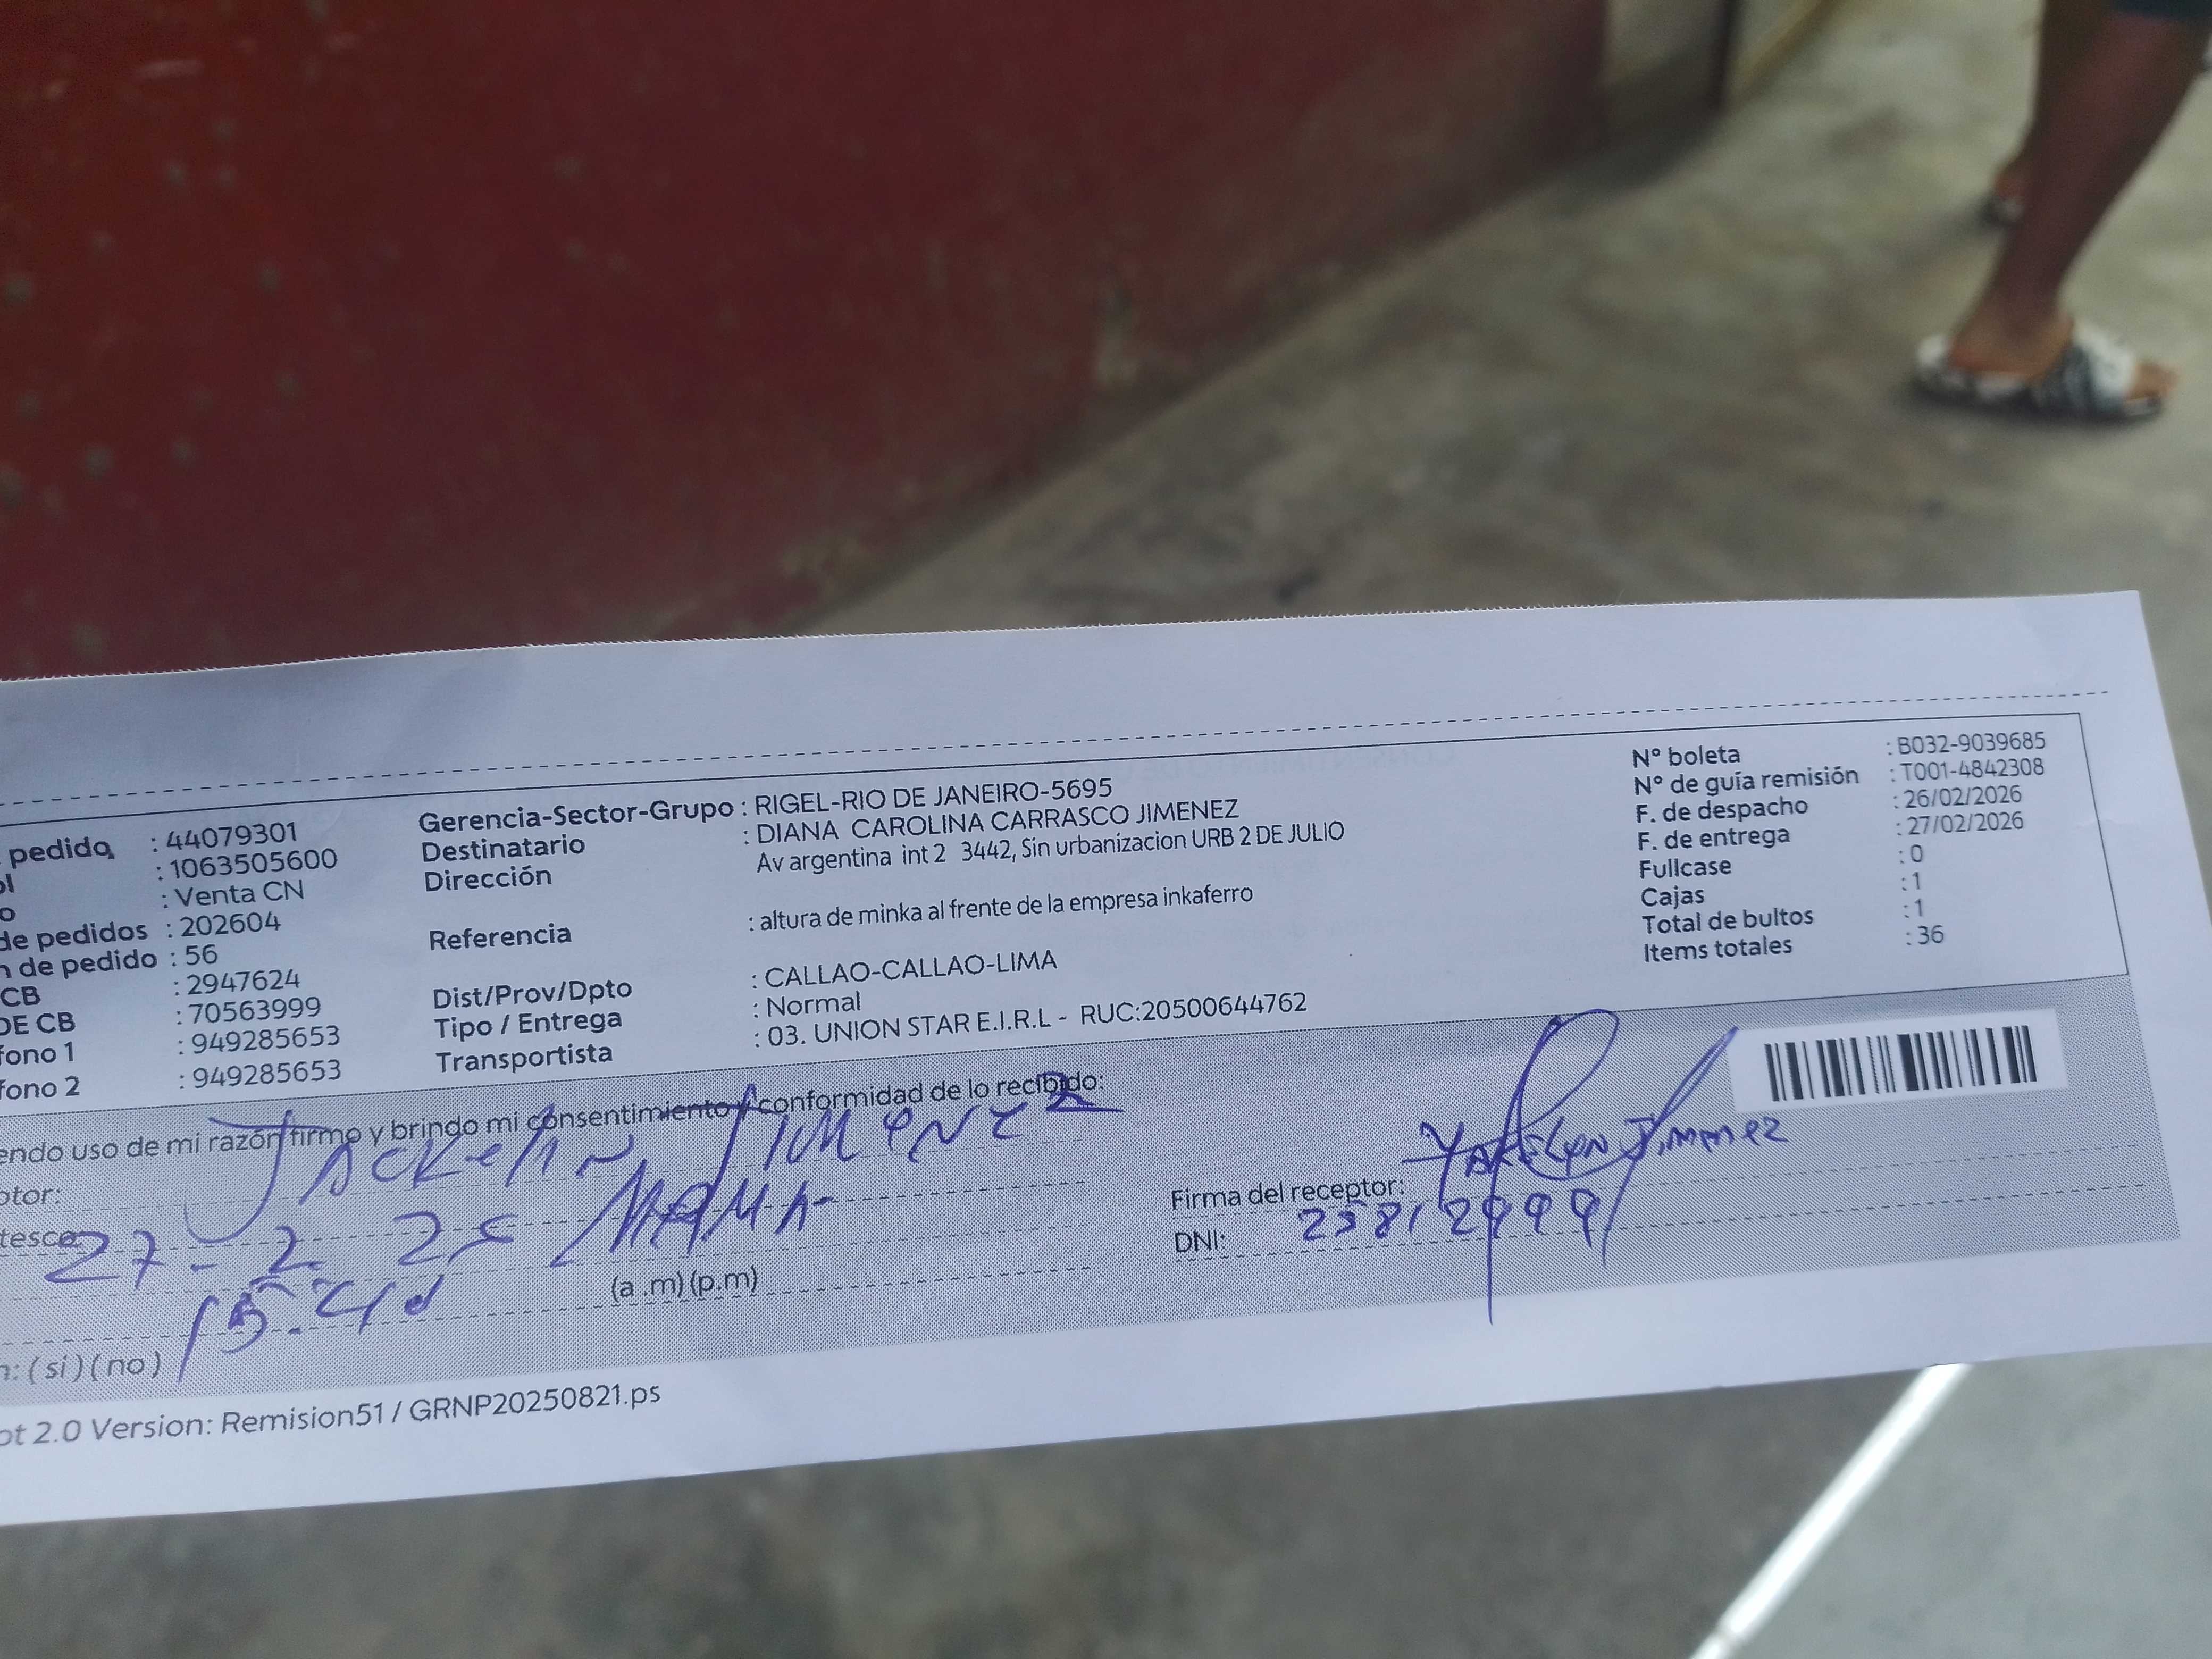 pedido : 44079301
: 1063505600
: Venta CN
de pedidos : 202604
de pedido : 56
CB : 2947624
DE CB : 70563999
fono 1 : 949285653
fono 2 : 949285653
Gerencia-Sector-Grupo : RIGEL-RIO DE JANEIRO-5695
Destinatario : DIANA CAROLINA CARRASCO JIMENEZ
Dirección Av argentina int 2 3442, Sin urbanizacion URB 2 DE JULIO
Referencia : altura de minka al frente de la empresa inkaferro
Dist/Prov/Dpto : CALLAO-CALLAO-LIMA
Tipo / Entrega : Normal
Transportista : 03. UNION STAR E.I.R.L - RUC:20500644762
N° boleta : B032-9039685
N° de guía remisión : T001-4842308
F. de despacho : 26/02/2026
F. de entrega : 27/02/2026
Fullcase : 0
Cajas : 1
Total de bultos : 1
Items totales : 36
endo uso de mi razón firmo y brindo mi consentimiento y conformidad de lo recibido:
ptor: Jackelin Jimenez
tesco: MAMA
27-2
(a .m) (p.m)
n: (si) (no)
Firma del receptor: Jimenez
DNI: 25812999
pt 2.0 Version: Remision51 / GRNP20250821.ps